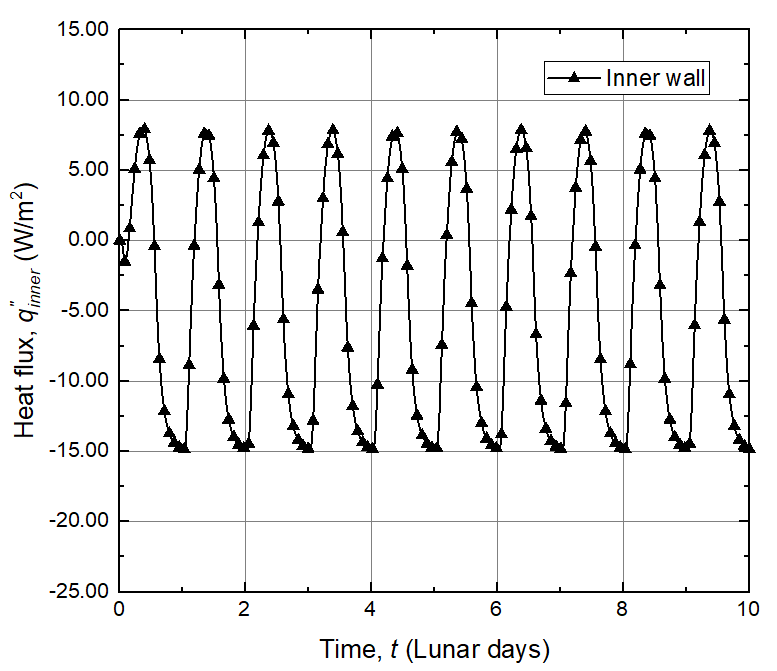 15.00
10.00
5.00
0.00
-5.00
-10.00
-15.00
-20.00
-25.00
Heat flux, q"inner (W/m2)
Inner wall
0 2 4 6 8 10
Time, t (Lunar days)